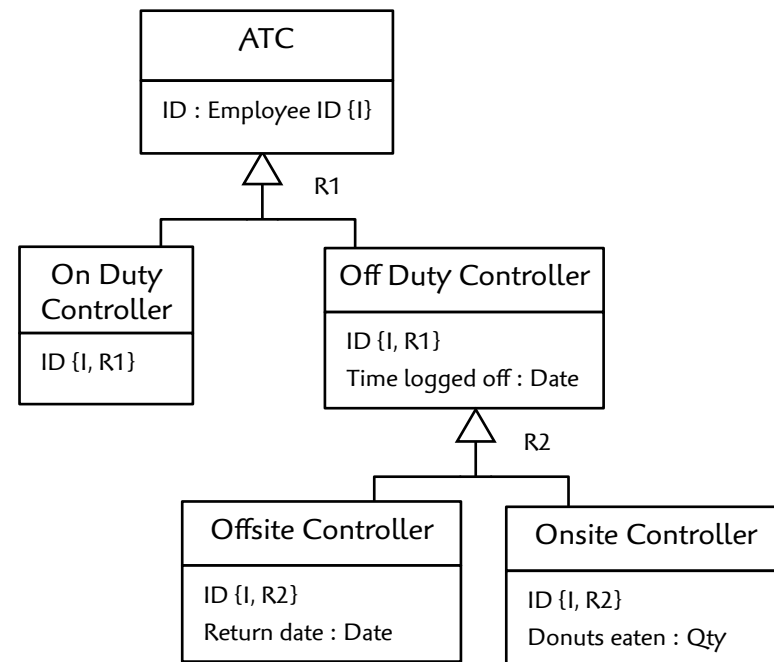 ATC
ID : Employee ID {I}
R1
On Duty
Controller
ID {I, R1}
Off Duty Controller
ID {I, R1}
Time logged off : Date
R2
Offsite Controller
ID {I, R2}
Return date : Date
Onsite Controller
ID {I, R2}
Donuts eaten : Qty